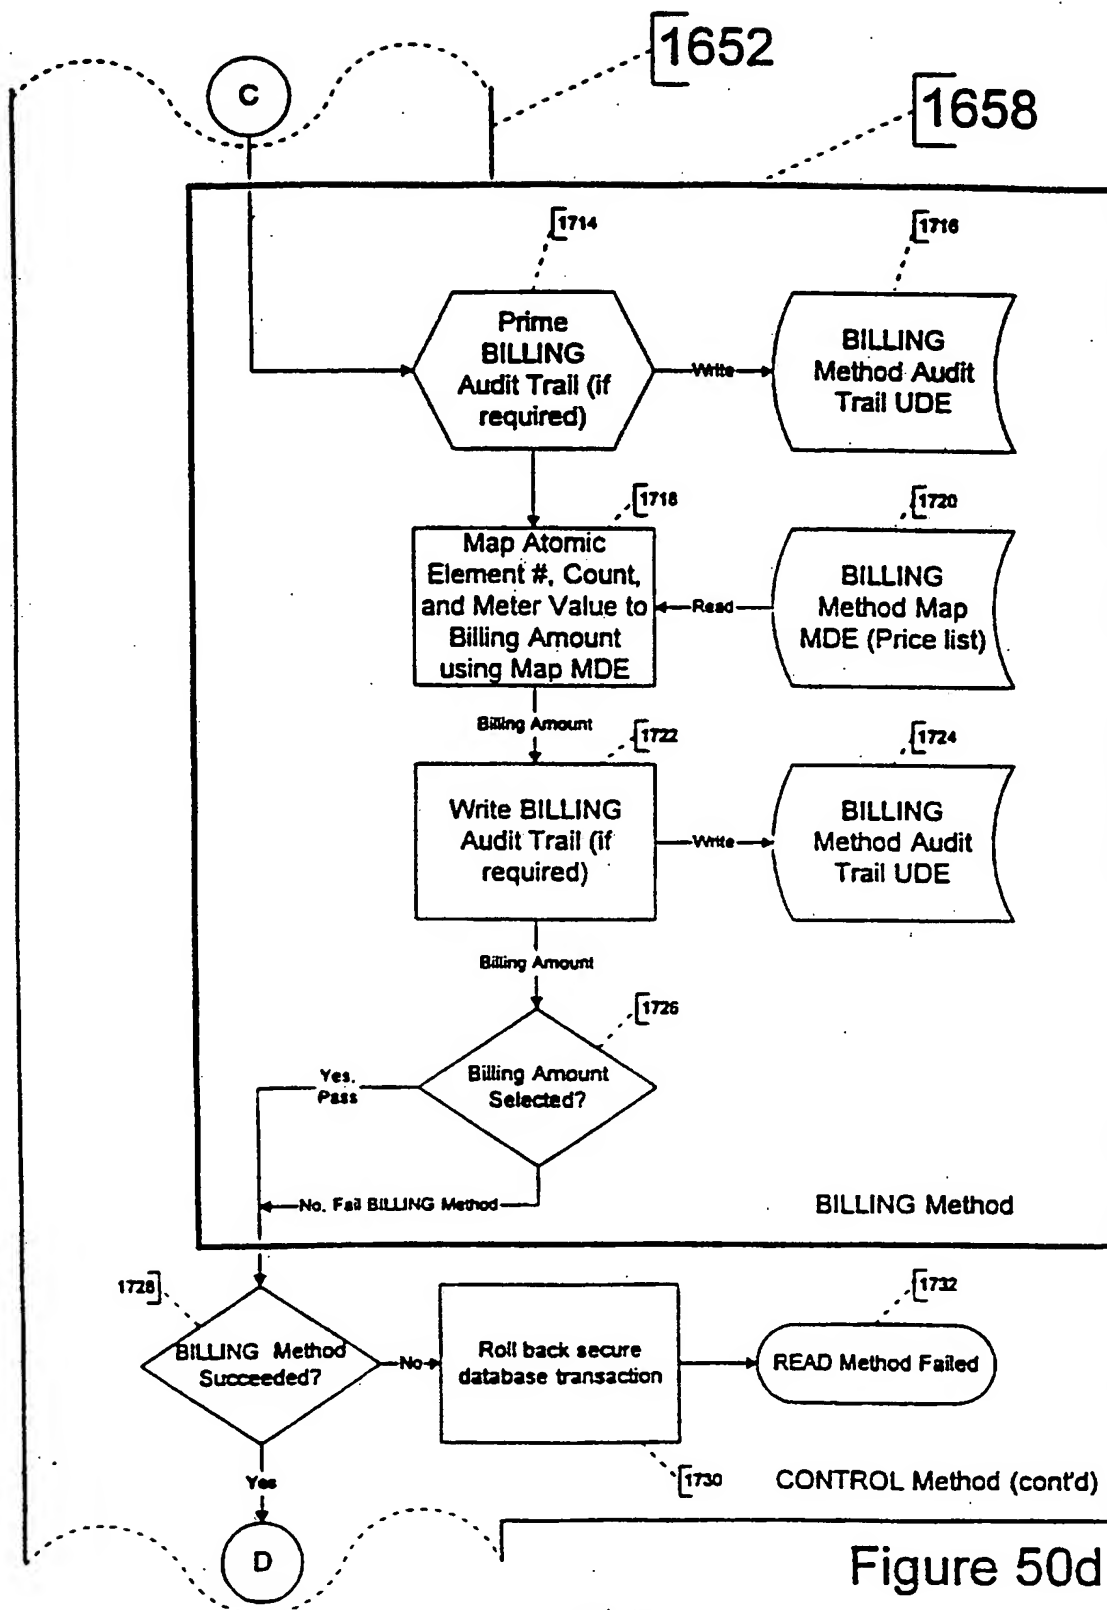 1652
C
1658
1714
1716
Prime
BILLING
Audit Trail (if
required)
Write
BILLING
Method Audit
Trail UDE
1718
1720
Map Atomic
Element #, Count,
and Meter Value to
Billing Amount
using Map MDE
Read
BILLING
Method Map
MDE (Price list)
Billing Amount
1722
1724
Write BILLING
Audit Trail (if
required)
Write
BILLING
Method Audit
Trail UDE
Billing Amount
1726
Billing Amount
Selected?
Yes,
Pass
No, Fail BILLING Method
BILLING Method
1728
1732
BILLING Method
Succeeded?
No
Roll back secure
database transaction
READ Method Failed
1730
CONTROL Method (cont'd)
Yes
D
Figure 50d